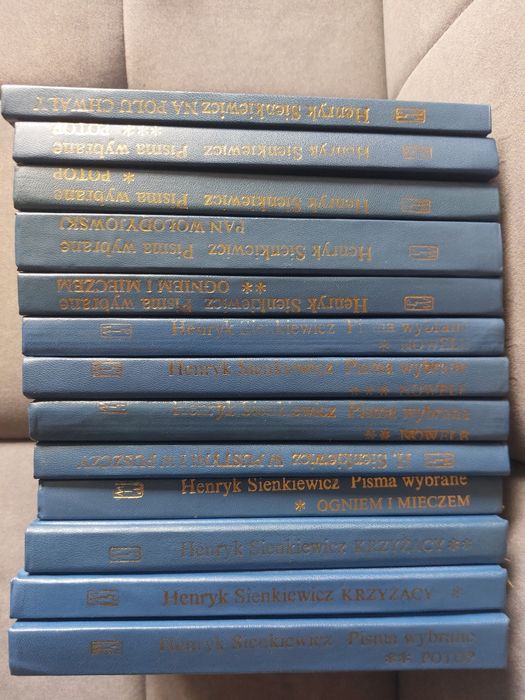 Henryk Sienkiewicz NA POLU CHWAŁY
Henryk Sienkiewicz Pisma wybrane
*** POTOP
Henryk Sienkiewicz Pisma wybrane
* POTOP
Henryk Sienkiewicz Pisma wybrane
PAN WOŁODYJOWSKI
Henryk Sienkiewicz Pisma wybrane
** OGNIEM I MIECZEM
Henryk Sienkiewicz Pisma wybrane
* NOWELE
Henryk Sienkiewicz Pisma wybrane
*** NOWELE
Henryk Sienkiewicz Pisma wybrane
** NOWELE
H. Sienkiewicz W PUSTYNI I W PUSZCZY
Henryk Sienkiewicz Pisma wybrane
* OGNIEM I MIECZEM
Henryk Sienkiewicz KRZYŻACY **
Henryk Sienkiewicz KRZYŻACY *
Henryk Sienkiewicz Pisma wybrane
** POTOP